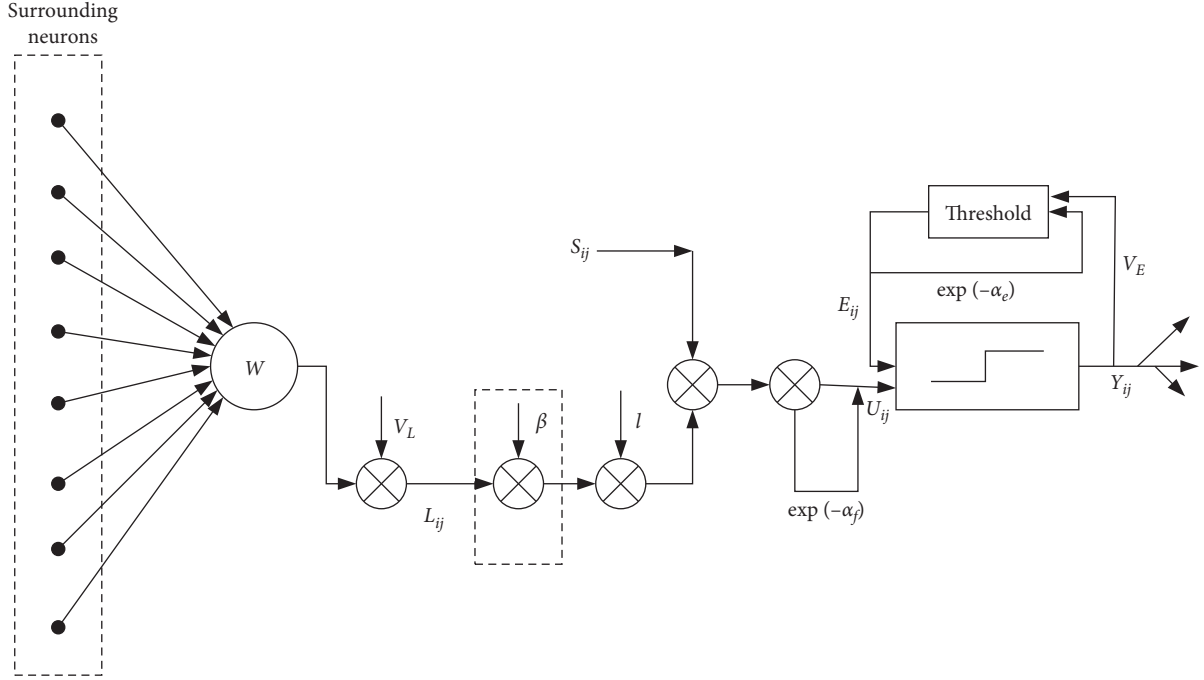 Surrounding
neurons
W
V_L
L_ij
β
l
S_ij
exp (–α_f)
U_ij
E_ij
Threshold
exp (–α_e)
V_E
Y_ij